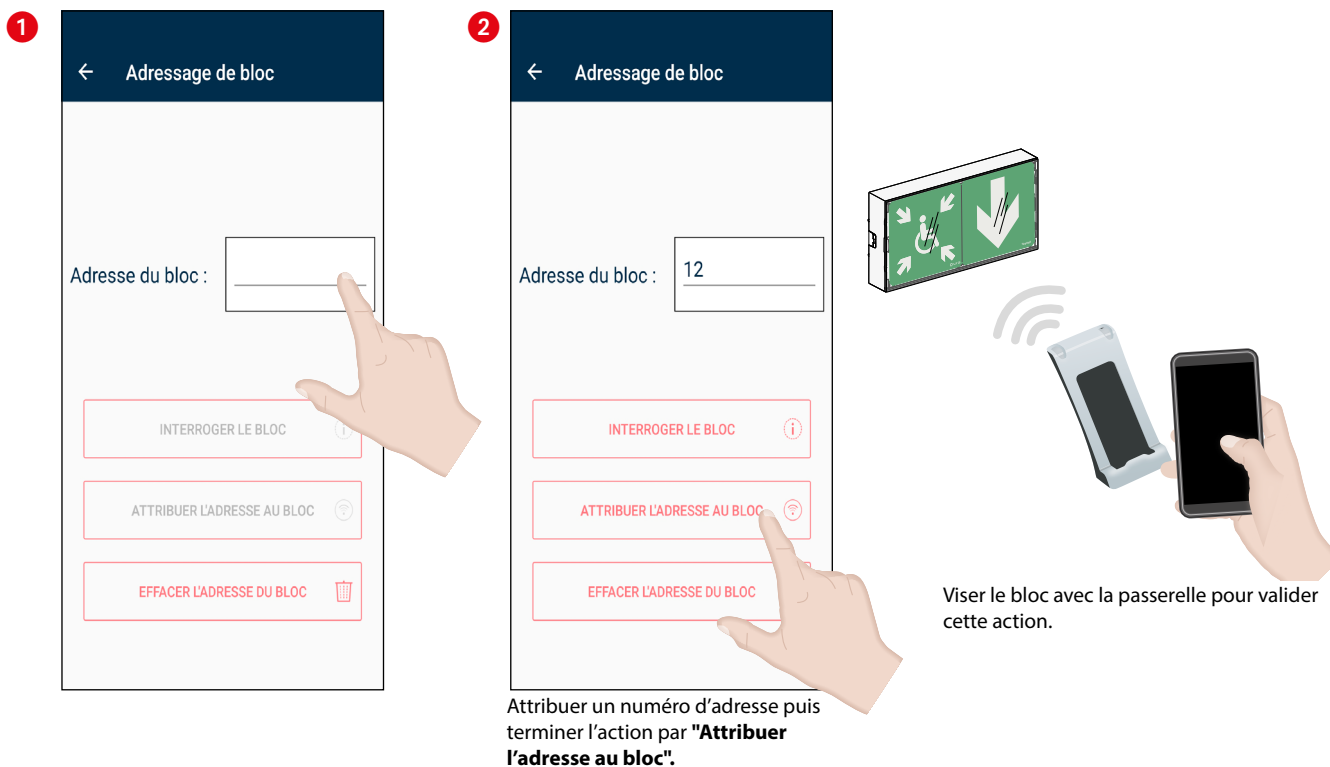 1
Adressage de bloc
Adresse du bloc :
INTERROGER LE BLOC
ATTRIBUER L'ADRESSE AU BLOC
EFFACER L'ADRESSE DU BLOC
2
Adressage de bloc
Adresse du bloc :
12
INTERROGER LE BLOC
ATTRIBUER L'ADRESSE AU BLOC
EFFACER L'ADRESSE DU BLOC
Attribuer un numéro d’adresse puis
terminer l’action par "Attribuer
l’adresse au bloc".
Viser le bloc avec la passerelle pour valider
cette action.